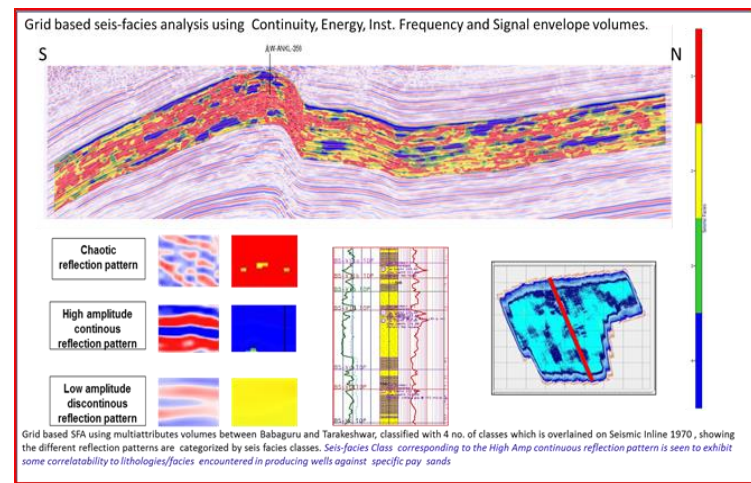 Grid based seis-facies analysis using Continuity, Energy, Inst. Frequency and Signal envelope volumes.
S
N
Chaotic
reflection pattern
High amplitude
continous
reflection pattern
Low amplitude
discontinous
reflection pattern
Grid based SFA using multiattributes volumes between Babaguru and Tarakeshwar, classified with 4 no. of classes which is overlained on Seismic Inline 1970 , showing
the different reflection patterns are categorized by seis facies classes. Seis-facies Class corresponding to the High Amp continuous reflection pattern is seen to exhibit
some correlatability to lithologies/facies encountered in producing wells against specific pay sands